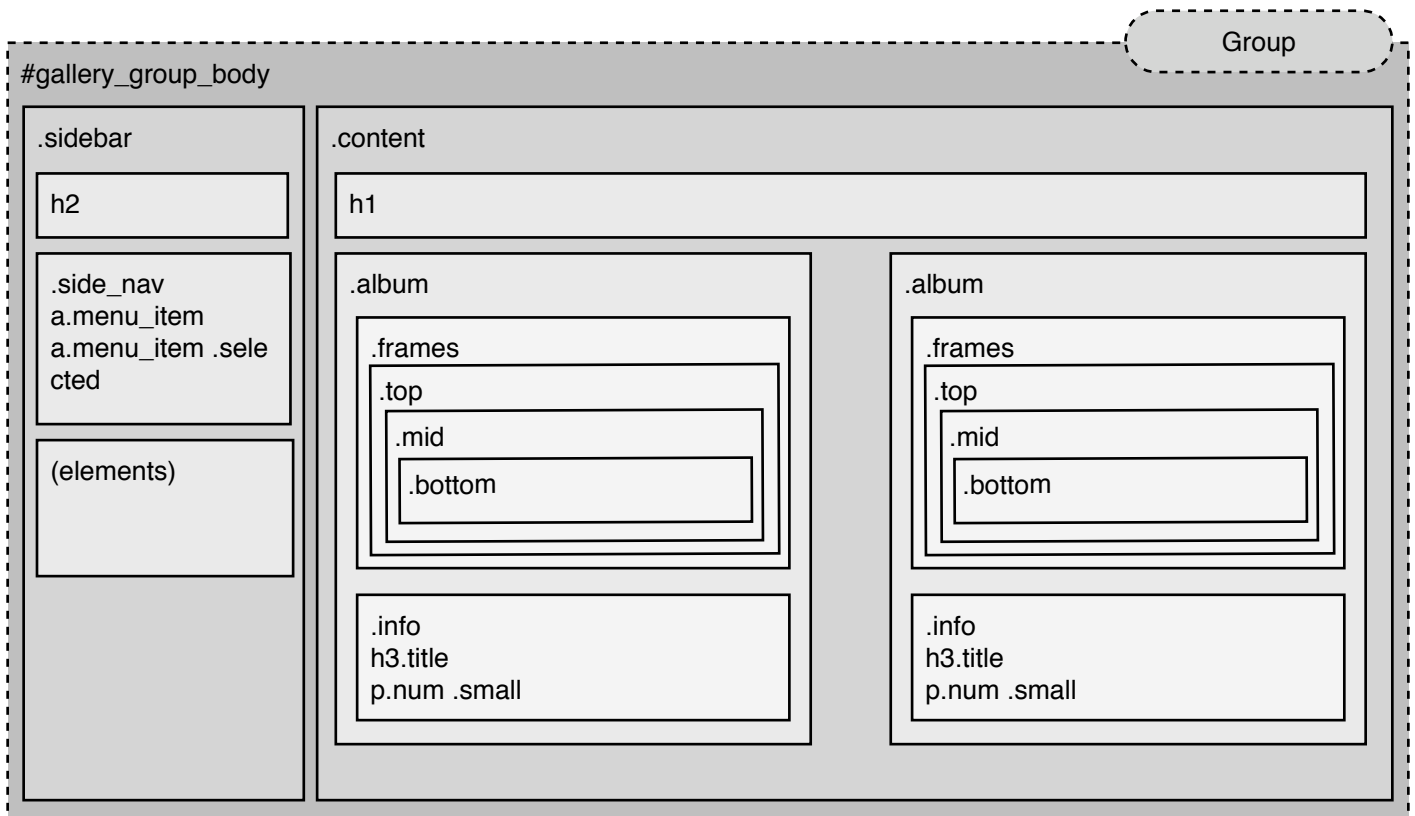 Group
#gallery_group_body
.sidebar
h2
.side_nav
a.menu_item
a.menu_item .sele
cted
(elements)
.content
h1
.album
.frames
.top
.mid
.bottom
.info
h3.title
p.num .small
.album
.frames
.top
.mid
.bottom
.info
h3.title
p.num .small